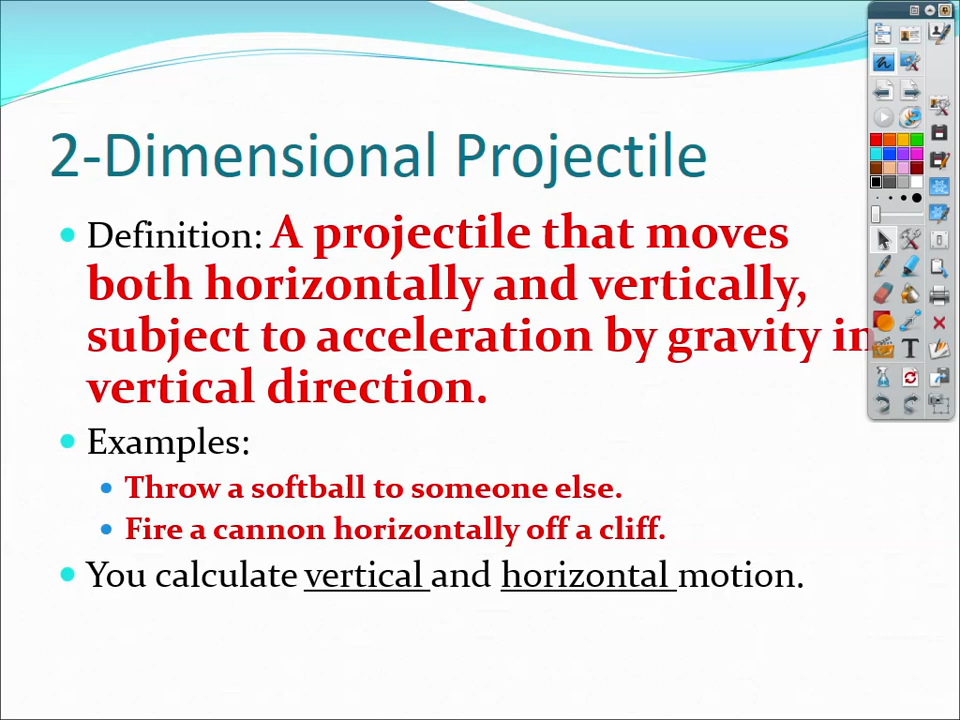 2-Dimensional Projectile
Definition: A projectile that moves
both horizontally and vertically,
subject to acceleration by gravity in
vertical direction.
Examples:
Throw a softball to someone else.
Fire a cannon horizontally off a cliff.
You calculate vertical and horizontal motion.